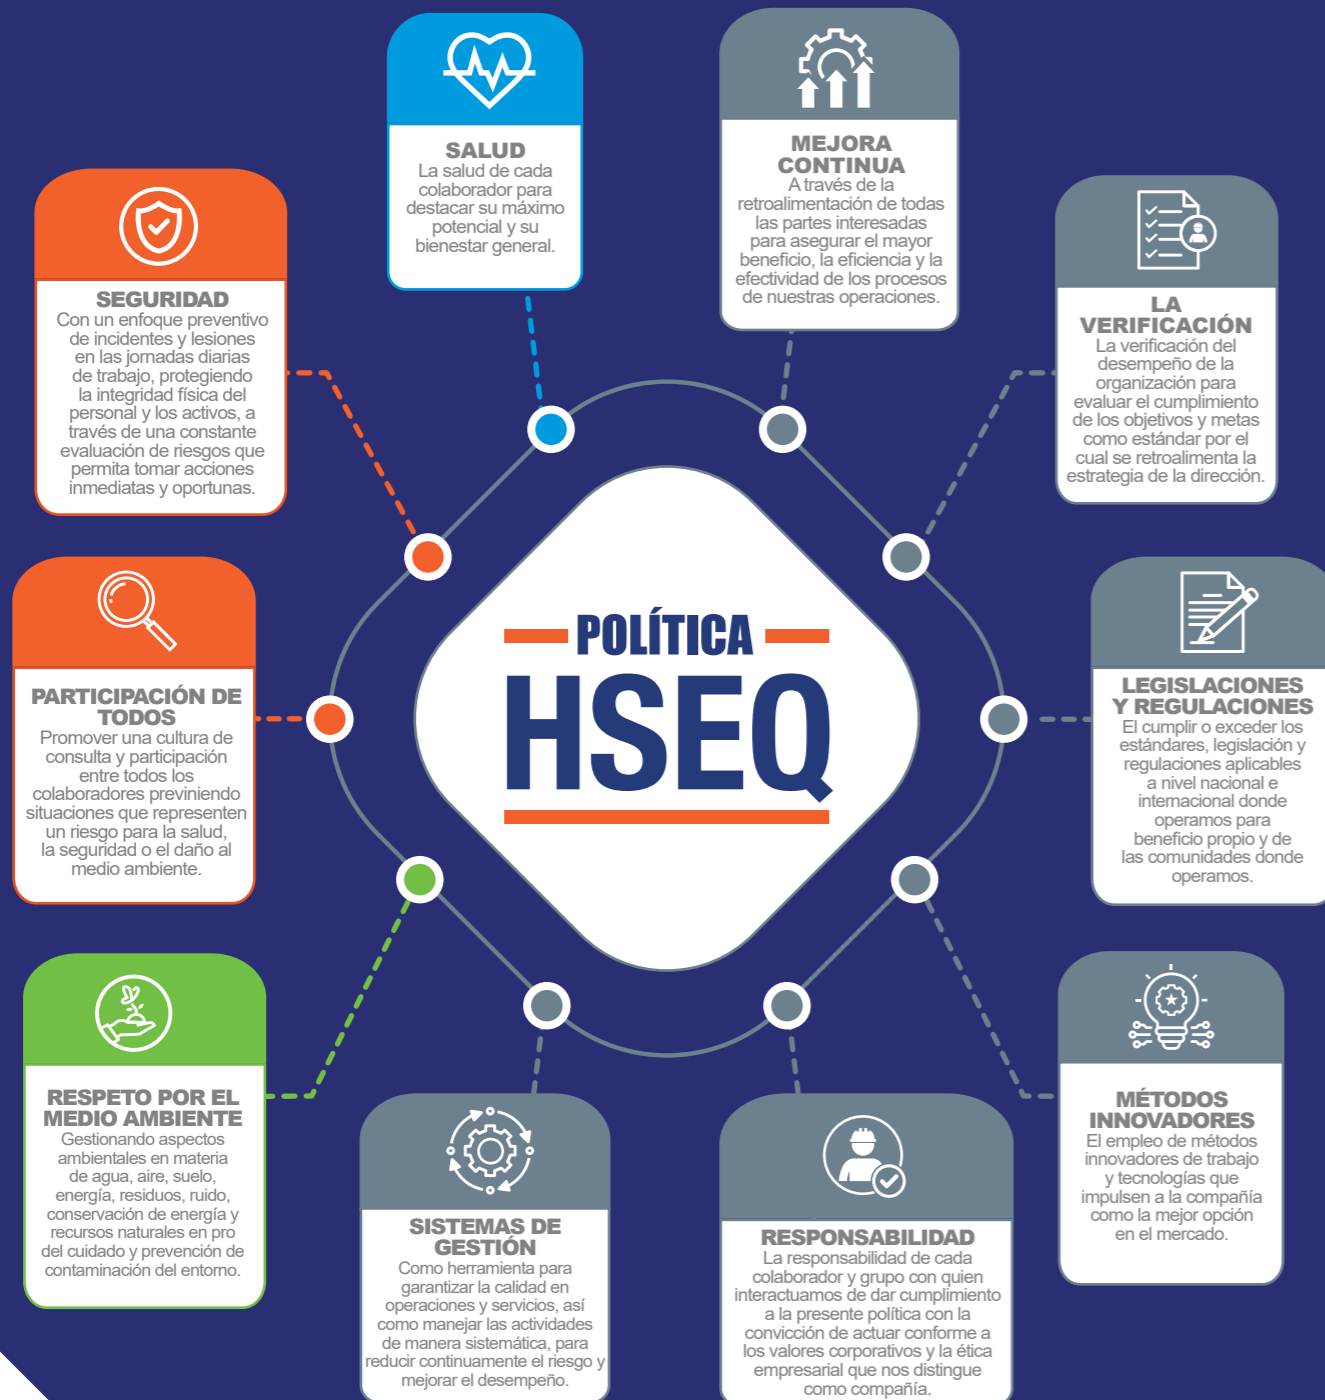 SALUD
La salud de cada
colaborador para
destacar su máximo
potencial y su
bienestar general.
MEJORA
CONTINUA
A través de la
retroalimentación de todas
las partes interesadas
para asegurar el mayor
beneficio, la eficiencia y la
efectividad de los procesos
de nuestras operaciones.
SEGURIDAD
Con un enfoque preventivo
de incidentes y lesiones
en las jornadas diarias
de trabajo, protegiendo
la integridad física del
personal y los activos, a
través de una constante
evaluación de riesgos que
permita tomar acciones
inmediatas y oportunas.
LA
VERIFICACIÓN
La verificación del
desempeño de la
organización para
evaluar el cumplimiento
de los objetivos y metas
como estándar por el
cual se retroalimenta la
estrategia de la dirección.
POLÍTICA
HSEQ
PARTICIPACIÓN DE
TODOS
Promover una cultura de
consulta y participación
entre todos los
colaboradores previniendo
situaciones que representen
un riesgo para la salud,
la seguridad o el daño al
medio ambiente.
LEGISLACIONES
Y REGULACIONES
El cumplir o exceder los
estándares, legislación y
regulaciones aplicables
a nivel nacional e
internacional donde
operamos para
beneficio propio y de
las comunidades donde
operamos.
RESPETO POR EL
MEDIO AMBIENTE
Gestionando aspectos
ambientales en materia
de agua, aire, suelo,
energía, residuos, ruido,
conservación de energía y
recursos naturales en pro
del cuidado y prevención de
contaminación del entorno.
MÉTODOS
INNOVADORES
El empleo de métodos
innovadores de trabajo
y tecnologías que
impulsen a la compañía
como la mejor opción
en el mercado.
SISTEMAS DE
GESTIÓN
Como herramienta para
garantizar la calidad en
operaciones y servicios, así
como manejar las actividades
de manera sistemática, para
reducir continuamente el riesgo y
mejorar el desempeño.
RESPONSABILIDAD
La responsabilidad de cada
colaborador y grupo con quien
interactuamos de dar cumplimiento
a la presente política con la
convicción de actuar conforme a
los valores corporativos y la ética
empresarial que nos distingue
como compañía.